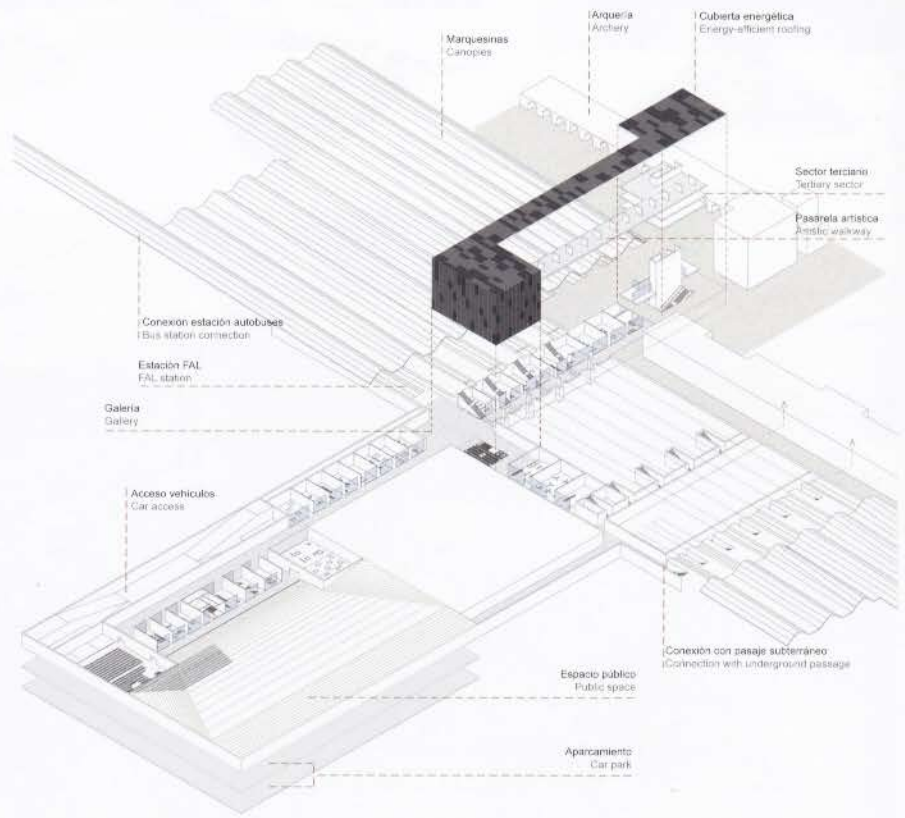 Arquería
Archery
Cubierta energética
Energy-efficient roofing
Marquesinas
Canopies
Sector terciario
Tertiary sector
Pasarela artística
Artistic walkway
Conexión estación autobuses
Bus station connection
Estación FAL
FAL station
Galería
Gallery
Acceso vehículos
Car access
Conexión con pasaje subterráneo
Connection with underground passage
Espacio público
Public space
Aparcamiento
Car park